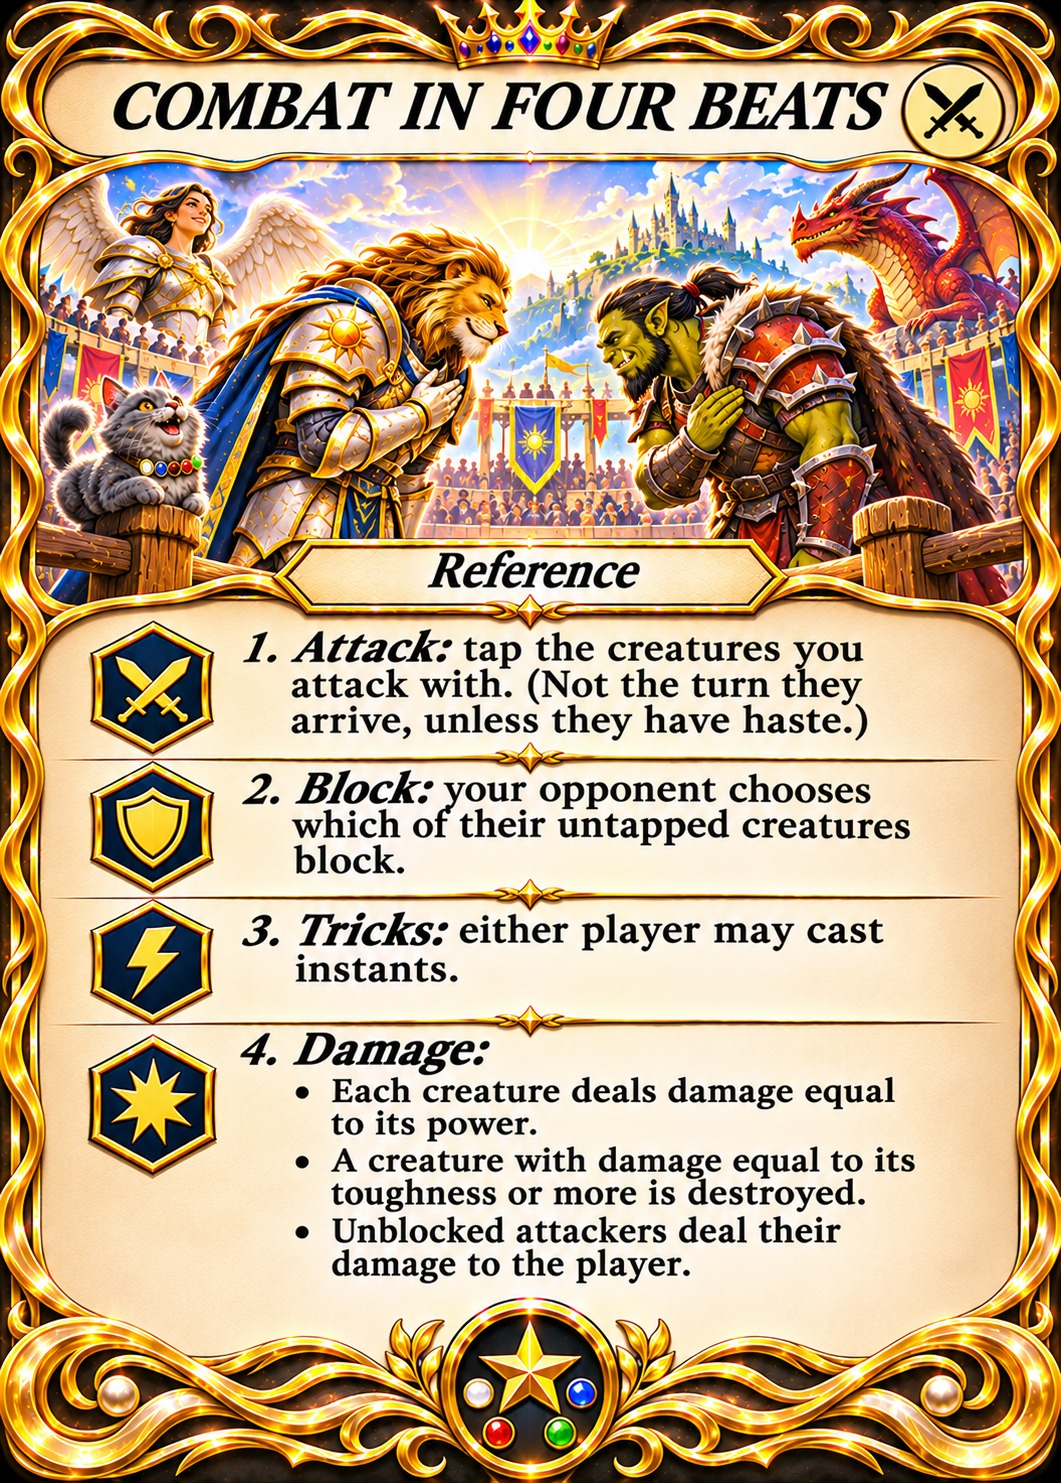 COMBAT IN FOUR BEATS
Reference
1. Attack: tap the creatures you
attack with. (Not the turn they
arrive, unless they have haste.)
2. Block: your opponent chooses
which of their untapped creatures
block.
3. Tricks: either player may cast
instants.
4. Damage:
• Each creature deals damage equal
to its power.
• A creature with damage equal to its
toughness or more is destroyed.
• Unblocked attackers deal their
damage to the player.